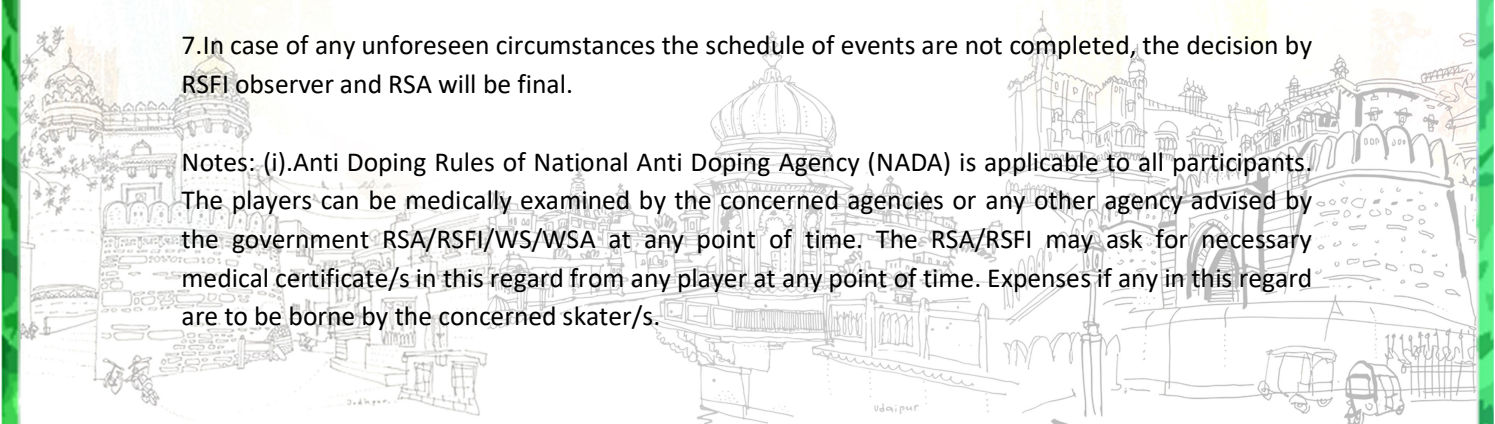 7.In case of any unforeseen circumstances the schedule of events are not completed, the decision by
RSFI observer and RSA will be final.
Notes: (i).Anti Doping Rules of National Anti Doping Agency (NADA) is applicable to all participants.
The players can be medically examined by the concerned agencies or any other agency advised by
the government RSA/RSFI/WS/WSA at any point of time. The RSA/RSFI may ask for necessary
medical certificate/s in this regard from any player at any point of time. Expenses if any in this regard
are to be borne by the concerned skater/s.
Jodhpur
Udaipur